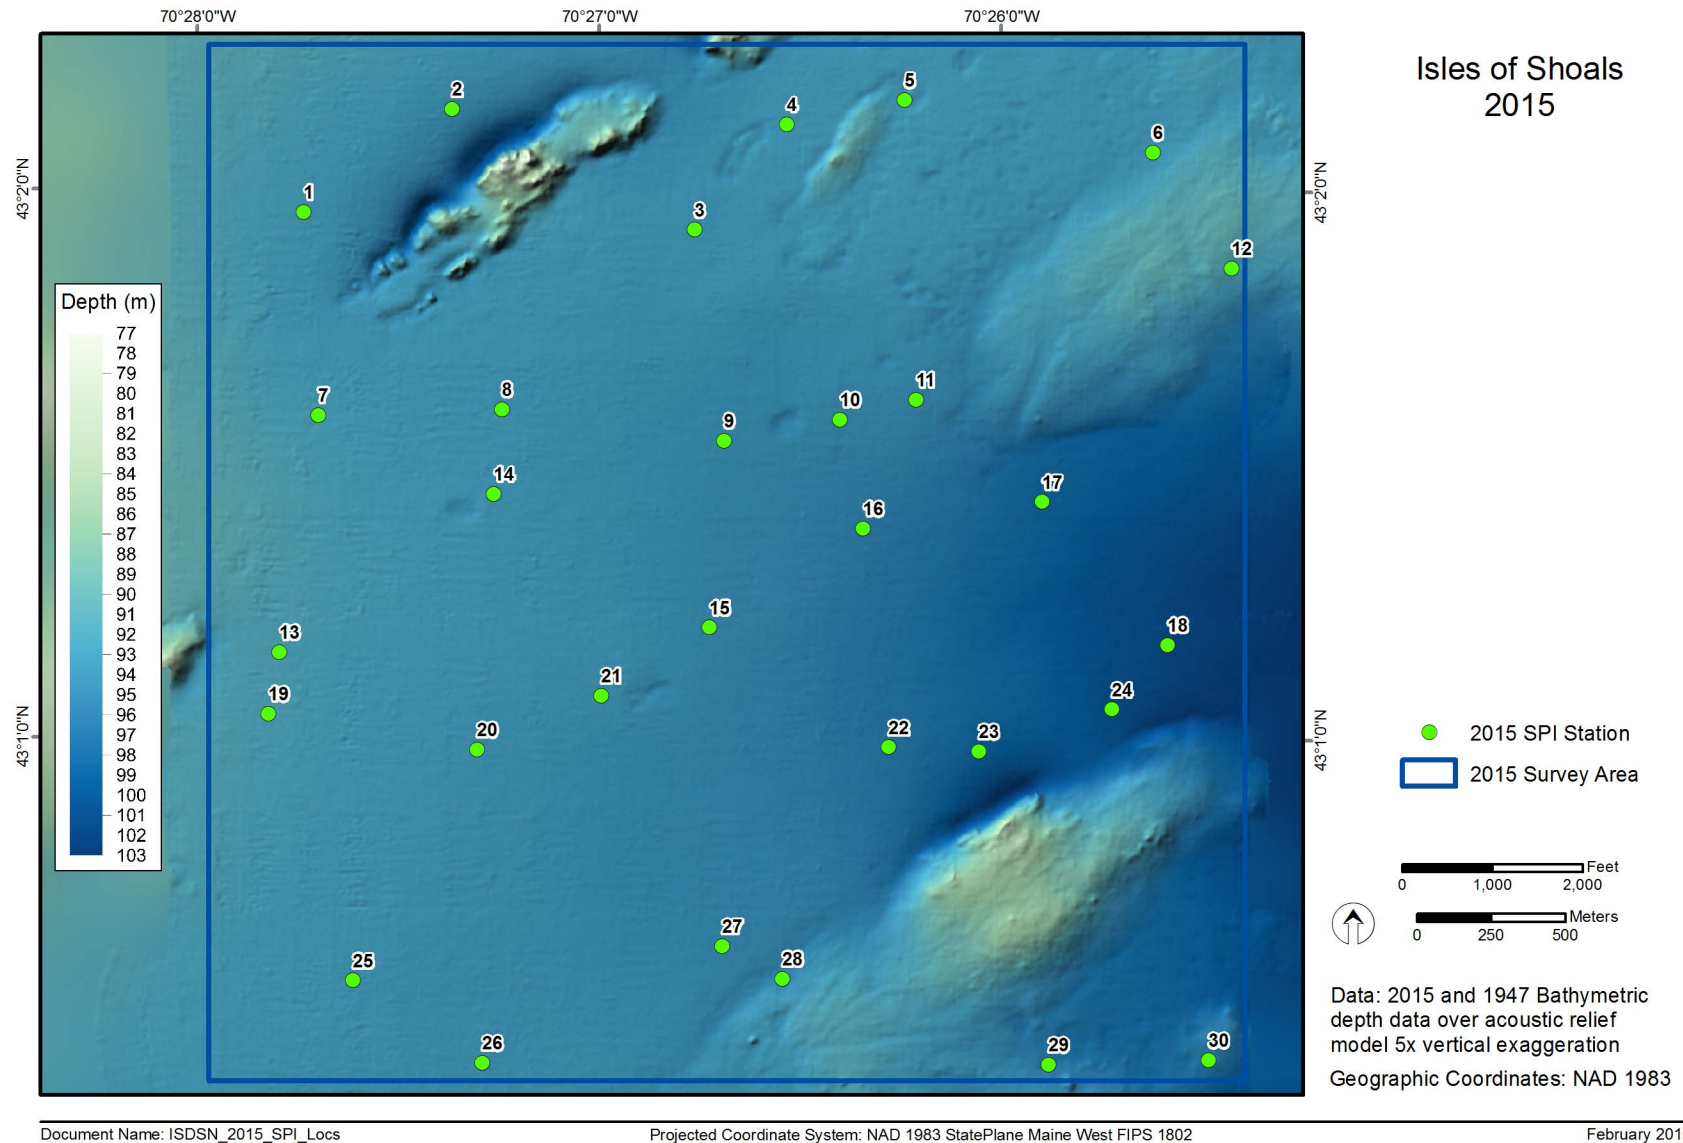 70°28'0"W
70°27'0"W
70°26'0"W
Isles of Shoals
2015
43°2'0"N
43°2'0"N
43°1'0"N
43°1'0"N
2
5
4
6
1
3
12
Depth (m)
77
78
79
80
81
82
83
84
85
86
87
88
89
90
91
92
93
94
95
96
97
98
99
100
101
102
103
7
8
11
10
9
14
17
16
15
18
13
21
24
19
20
22
23
27
28
25
26
29
30
2015 SPI Station
2015 Survey Area
Feet
0 1,000 2,000
Meters
0 250 500
Data: 2015 and 1947 Bathymetric
depth data over acoustic relief
model 5x vertical exaggeration
Geographic Coordinates: NAD 1983
Document Name: ISDSN_2015_SPI_Locs
Projected Coordinate System: NAD 1983 StatePlane Maine West FIPS 1802
February 201